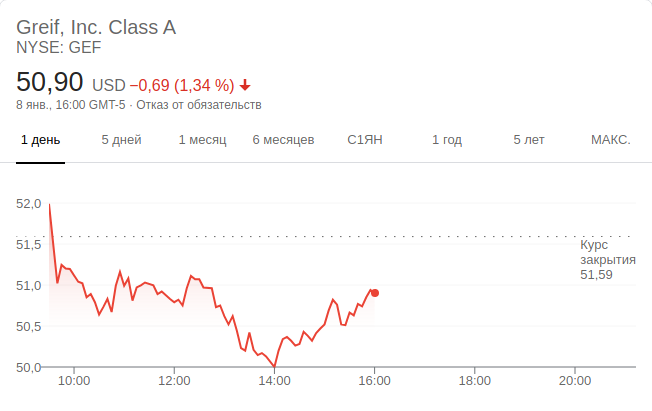 Greif, Inc. Class A
NYSE: GEF
50,90 USD −0,69 (1,34 %)
8 янв., 16:00 GMT-5 · Отказ от обязательств
1 день 5 дней 1 месяц 6 месяцев С1ЯН 1 год 5 лет МАКС.
52,0
51,5
Курс
закрытия
51,59
51,0
50,5
50,0
10:00 12:00 14:00 16:00 18:00 20:00